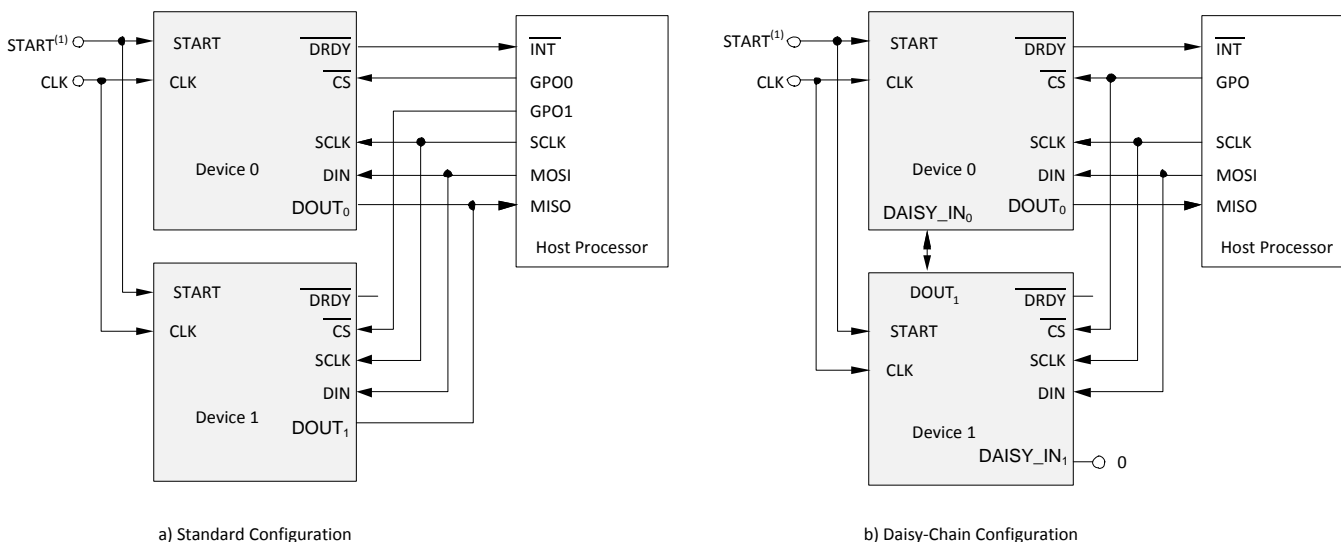 START(1)
CLK
START
CLK
DRDY
CS
SCLK
DIN
DOUT0
Device 0
INT
GPO0
GPO1
SCLK
MOSI
MISO
Host Processor
START
CLK
DRDY
CS
SCLK
DIN
DOUT1
Device 1
a) Standard Configuration
START(1)
CLK
START
CLK
DRDY
CS
SCLK
DIN
DOUT0
Device 0
DAISY_IN0
INT
GPO
SCLK
MOSI
MISO
Host Processor
DOUT1
START
CLK
DRDY
CS
SCLK
DIN
Device 1
DAISY_IN1
0
b) Daisy-Chain Configuration